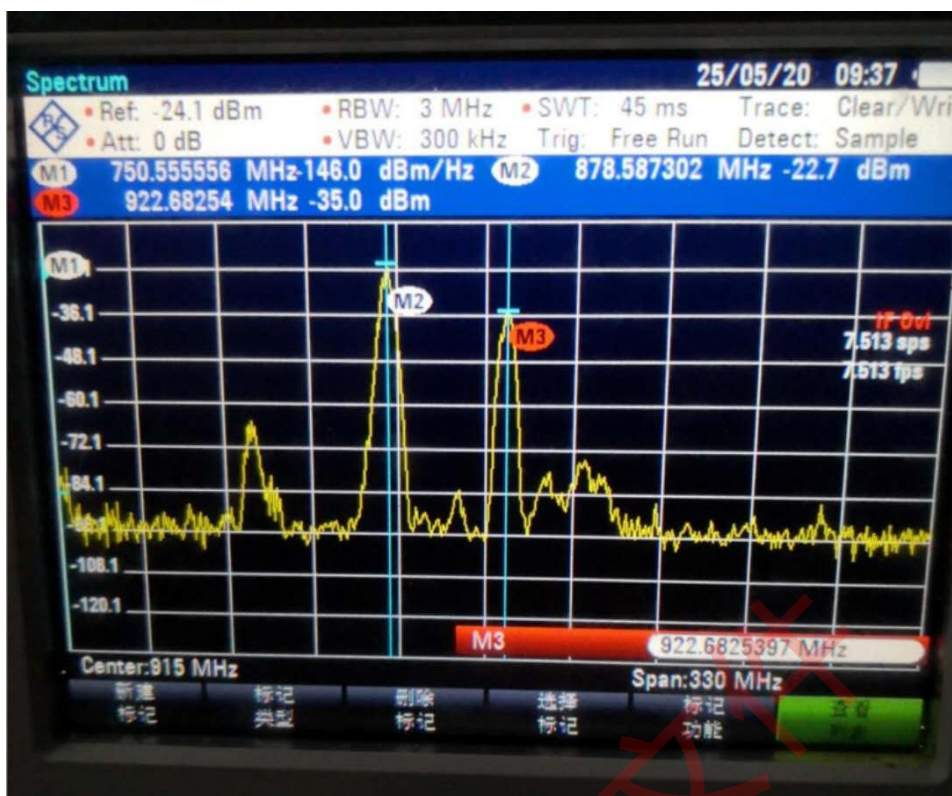 Spectrum 25/05/20 09:37
R S • Ref: -24.1 dBm • RBW: 3 MHz • SWT: 45 ms Trace: Clear/Wri
• Att: 0 dB • VBW: 300 kHz Trig: Free Run Detect: Sample
M1 750.555556 MHz-146.0 dBm/Hz M2 878.587302 MHz -22.7 dBm
M3 922.68254 MHz -35.0 dBm
M1
M2
-36.1
M3
IF Ovl
7.513 sps
-48.1
7.513 fps
-60.1
-72.1
-84.1
-108.1
-120.1
M3 922.6825397 MHz
Center:915 MHz Span:330 MHz
新建 标记 删除 选择 标记
标记 类型 标记 标记 功能